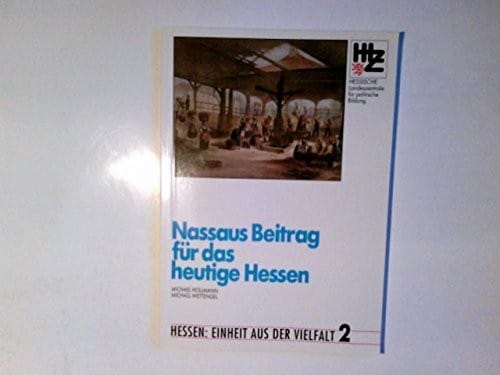 HLZ
HESSISCHE
Landeszentrale
für politische
Bildung
Nassaus Beitrag
für das
heutige Hessen
MICHAEL HOLLMANN
MICHAEL WETTENGEL
HESSEN: EINHEIT AUS DER VIELFALT 2